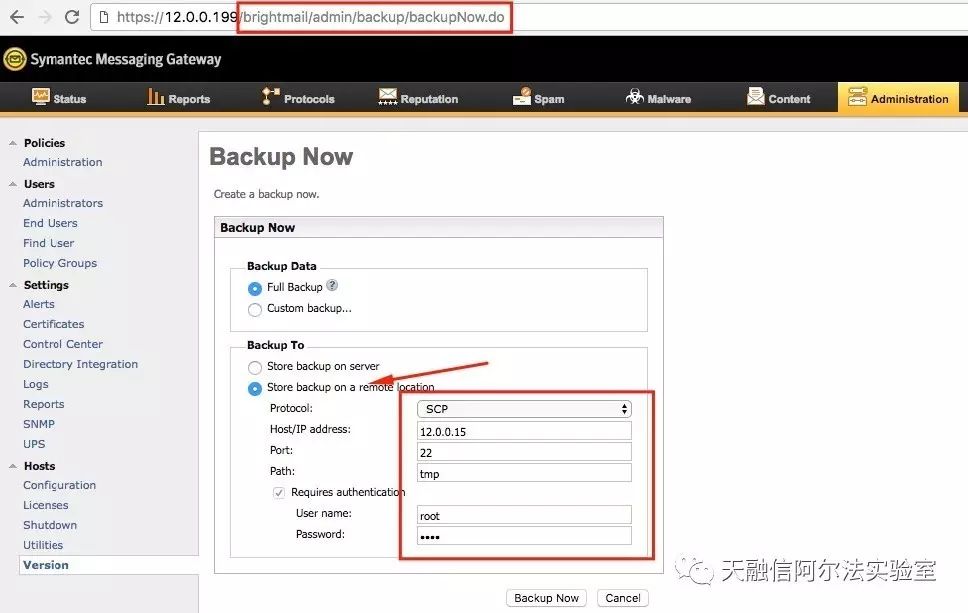 https://12.0.0.199/brightmail/admin/backup/backupNow.do
Symantec Messaging Gateway
Status Reports Protocols Reputation Spam Malware Content Administration
Policies
Administration
Users
Administrators
End Users
Find User
Policy Groups
Settings
Alerts
Certificates
Control Center
Directory Integration
Logs
Reports
SNMP
UPS
Hosts
Configuration
Licenses
Shutdown
Utilities
Version
Backup Now
Create a backup now.
Backup Now
Backup Data
Full Backup ?
Custom backup...
Backup To
Store backup on server
Store backup on a remote location
Protocol: SCP
Host/IP address: 12.0.0.15
Port: 22
Path: tmp
Requires authentication
User name: root
Password: ••••
Backup Now Cancel
天融信阿尔法实验室